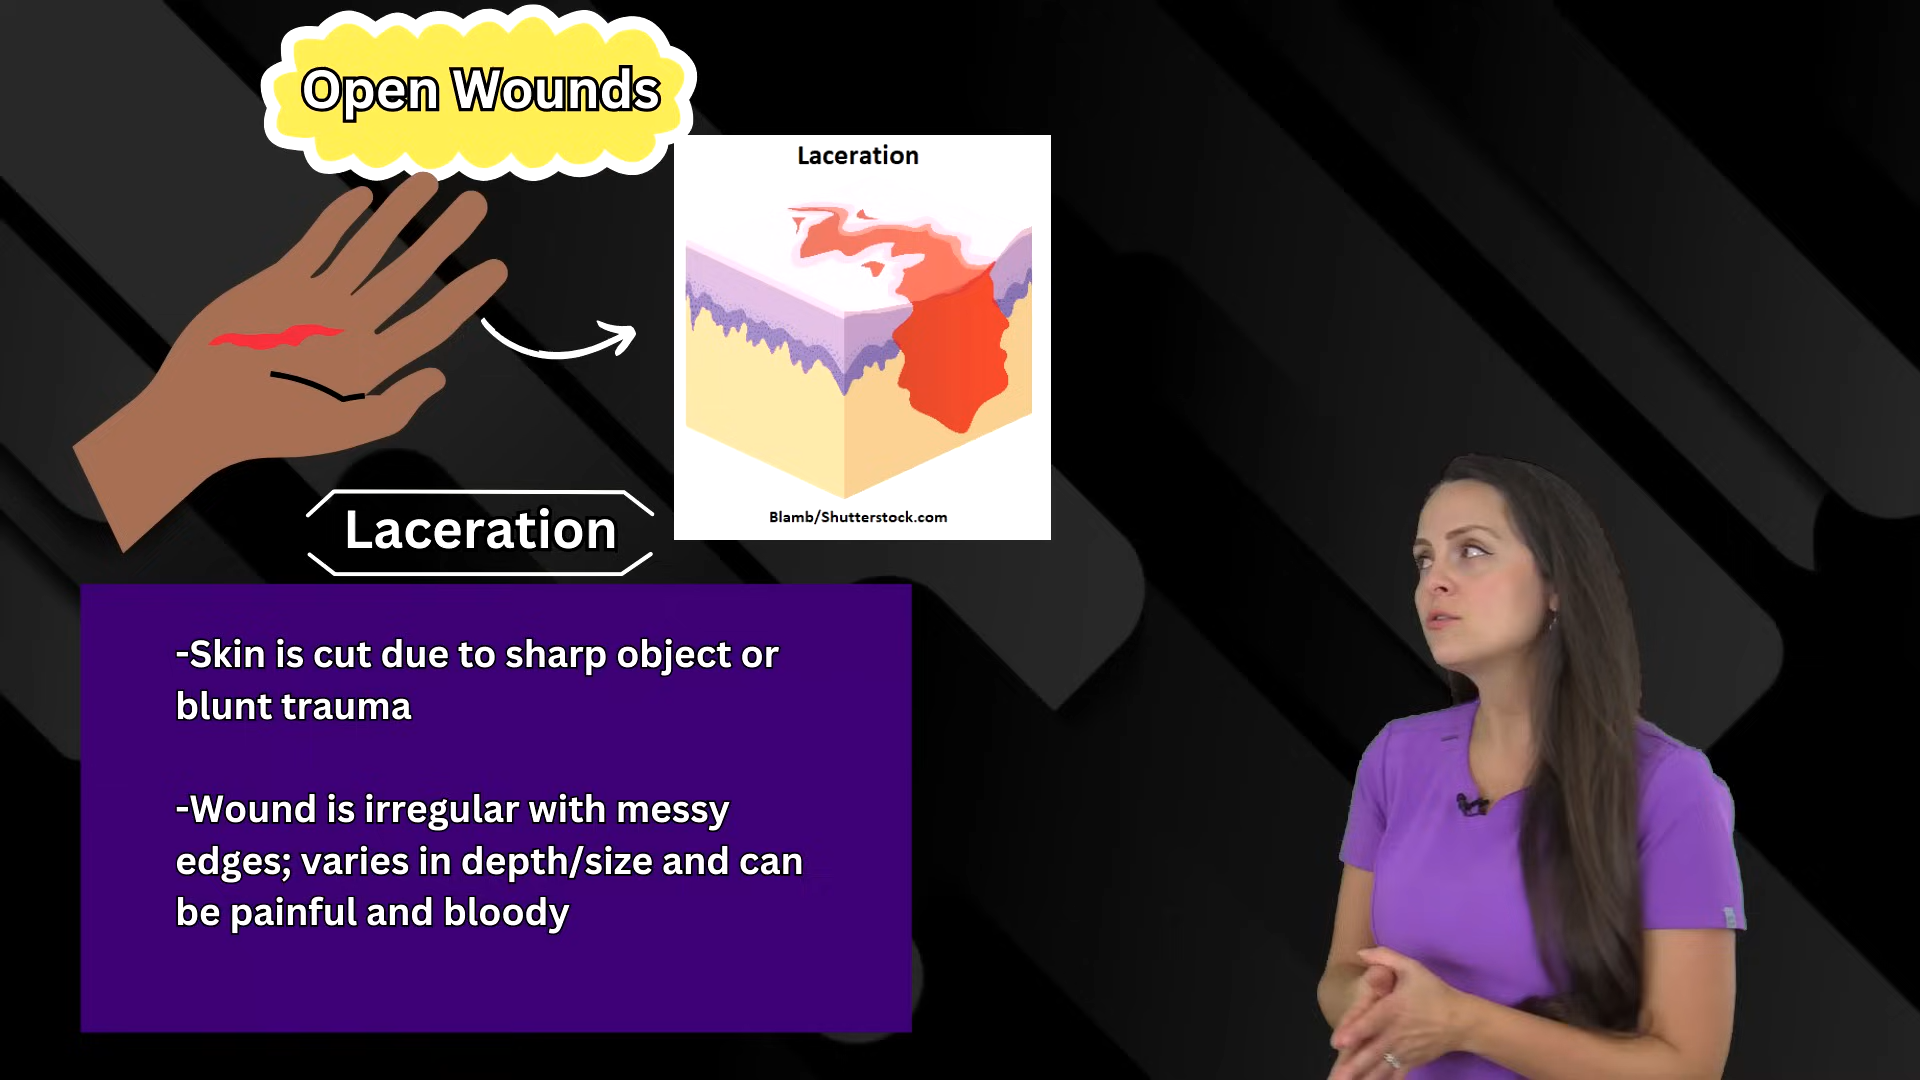 Open Wounds
Laceration
Blamb/Shutterstock.com
Laceration
-Skin is cut due to sharp object or
blunt trauma
-Wound is irregular with messy
edges; varies in depth/size and can
be painful and bloody